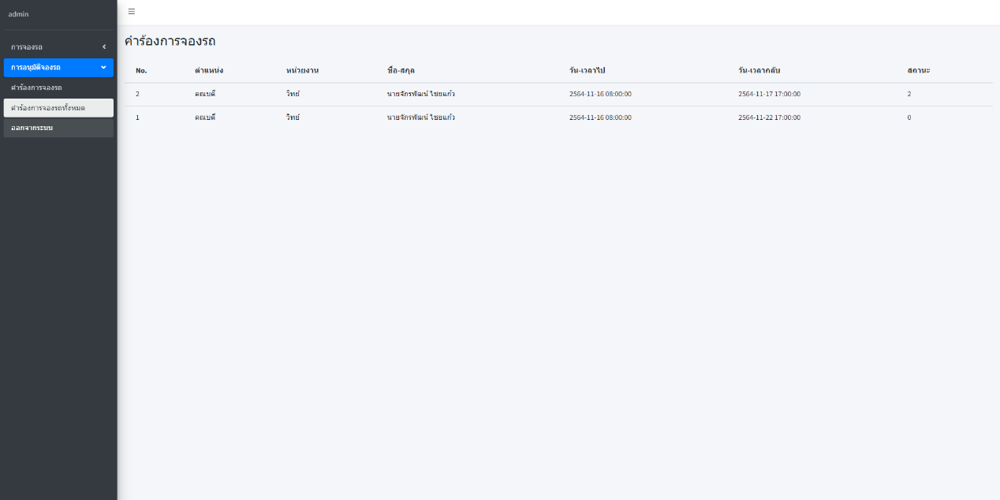 admin
การจองรถ
การอนุมัติจองรถ
คำร้องการจองรถ
คำร้องการจองรถทั้งหมด
ออกจากระบบ
คำร้องการจองรถ
No. ตำแหน่ง หน่วยงาน ชื่อ-สกุล วัน-เวลาไป วัน-เวลากลับ สถานะ
2 คณบดี วิทย์ นายจักรพัฒน์ ไชยแก้ว 2564-11-16 08:00:00 2564-11-17 17:00:00 2
1 คณบดี วิทย์ นายจักรพัฒน์ ไชยแก้ว 2564-11-16 08:00:00 2564-11-22 17:00:00 0